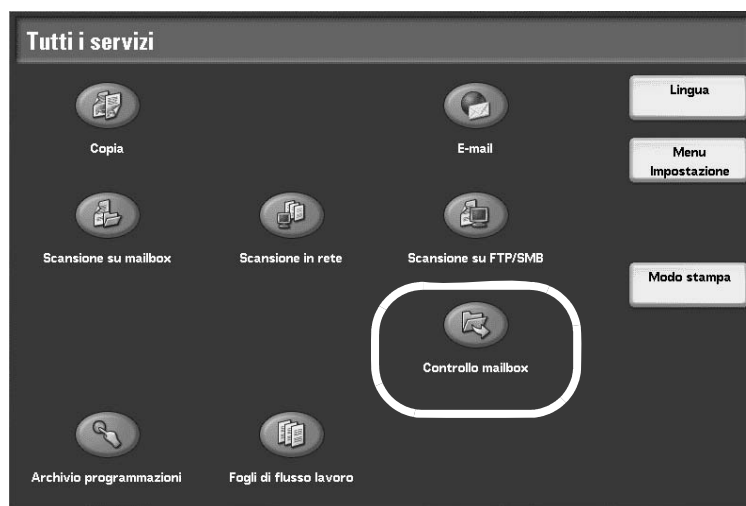 Tutti i servizi
Copia
E-mail
Lingua
Menu
Impostazione
Scansione su mailbox
Scansione in rete
Scansione su FTP/SMB
Modo stampa
Controllo mailbox
Archivio programmazioni
Fogli di flusso lavoro